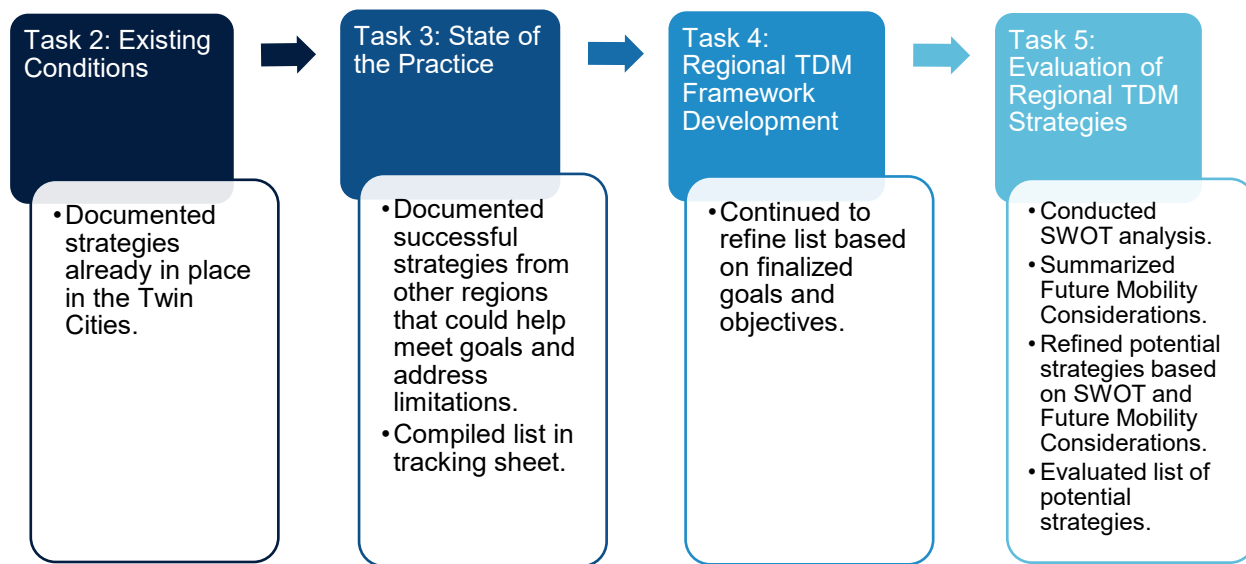 Task 2: Existing
Conditions
•Documented
strategies
already in place
in the Twin
Cities.
Task 3: State of
the Practice
•Documented
successful
strategies from
other regions
that could help
meet goals and
address
limitations.
•Compiled list in
tracking sheet.
Task 4:
Regional TDM
Framework
Development
•Continued to
refine list based
on finalized
goals and
objectives.
Task 5:
Evaluation of
Regional TDM
Strategies
•Conducted
SWOT analysis.
•Summarized
Future Mobility
Considerations.
•Refined potential
strategies based
on SWOT and
Future Mobility
Considerations.
•Evaluated list of
potential
strategies.